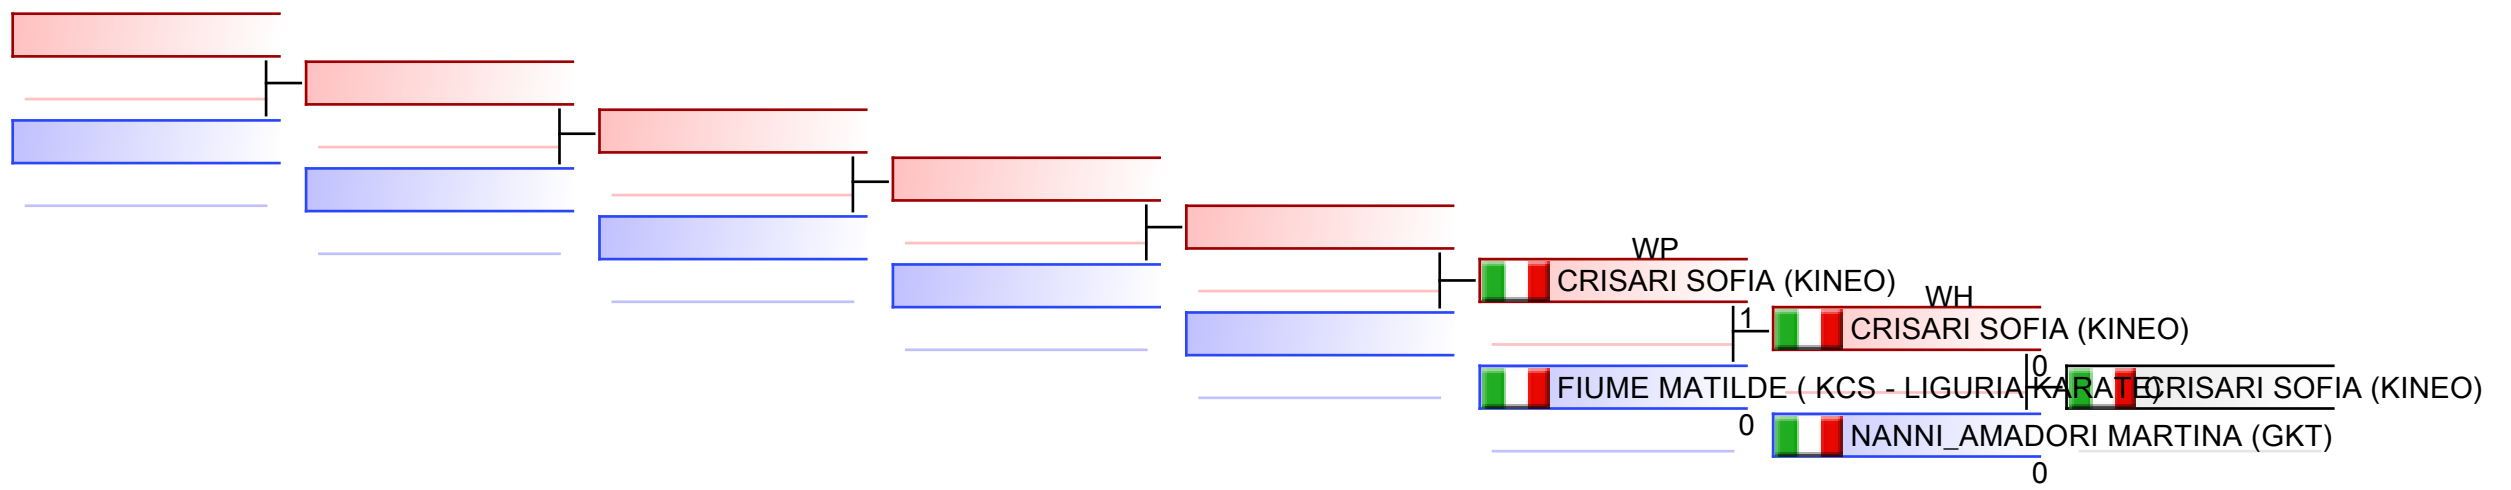 WP
CRISARI SOFIA (KINEO)
1
FIUME MATILDE ( KCS - LIGURIA KARATE)
0
WH
CRISARI SOFIA (KINEO)
0
NANNI_AMADORI MARTINA (GKT)
0
CRISARI SOFIA (KINEO)